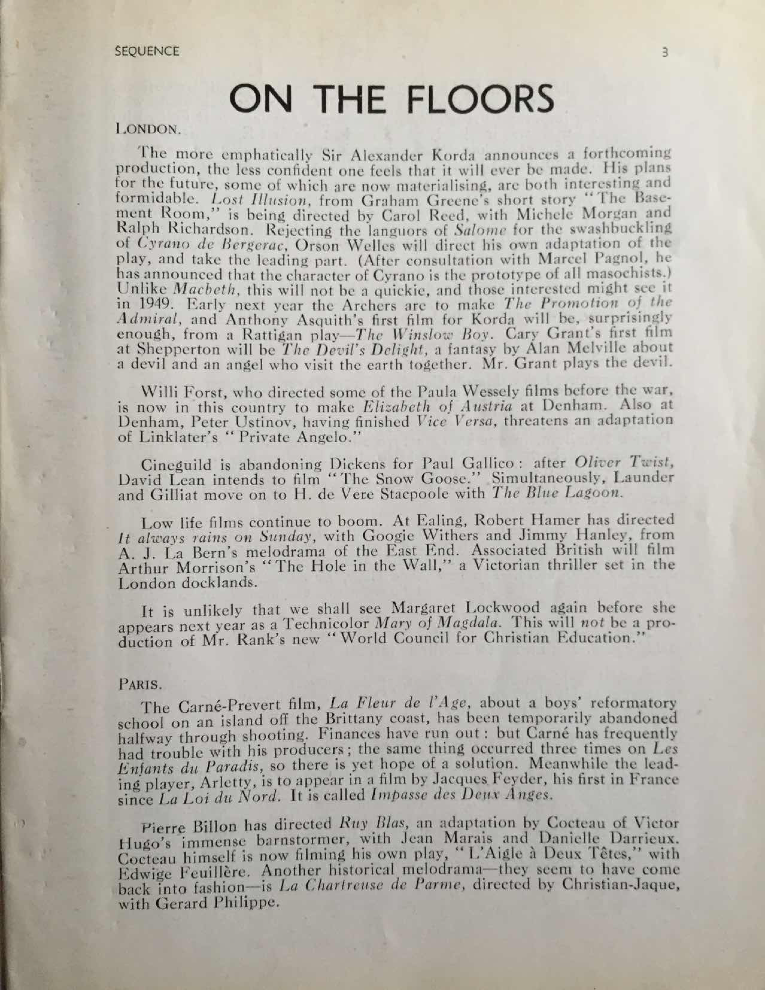 SEQUENCE 3
ON THE FLOORS
LONDON.
The more emphatically Sir Alexander Korda announces a forthcoming
production, the less confident one feels that it will ever be made. His plans
for the future, some of which are now materialising, are both interesting and
formidable. Lost Illusion, from Graham Greene's short story "The Base-
ment Room," is being directed by Carol Reed, with Michele Morgan and
Ralph Richardson. Rejecting the languors of Salome for the swashbuckling
of Cyrano de Bergerac, Orson Welles will direct his own adaptation of the
play, and take the leading part. (After consultation with Marcel Pagnol, he
has announced that the character of Cyrano is the prototype of all masochists.)
Unlike Macbeth, this will not be a quickie, and those interested might see it
in 1949. Early next year the Archers are to make The Promotion of the
Admiral, and Anthony Asquith's first film for Korda will be, surprisingly
enough, from a Rattigan play—The Winslow Boy. Cary Grant's first film
at Shepperton will be The Devil's Delight, a fantasy by Alan Melville about
a devil and an angel who visit the earth together. Mr. Grant plays the devil.
Willi Forst, who directed some of the Paula Wessely films before the war,
is now in this country to make Elizabeth of Austria at Denham. Also at
Denham, Peter Ustinov, having finished Vice Versa, threatens an adaptation
of Linklater's "Private Angelo."
Cineguild is abandoning Dickens for Paul Gallico: after Oliver Twist,
David Lean intends to film "The Snow Goose." Simultaneously, Launder
and Gilliat move on to H. de Vere Stacpoole with The Blue Lagoon.
Low life films continue to boom. At Ealing, Robert Hamer has directed
It always rains on Sunday, with Googie Withers and Jimmy Hanley, from
A. J. La Bern's melodrama of the East End. Associated British will film
Arthur Morrison's "The Hole in the Wall," a Victorian thriller set in the
London docklands.
It is unlikely that we shall see Margaret Lockwood again before she
appears next year as a Technicolor Mary of Magdala. This will not be a pro-
duction of Mr. Rank's new "World Council for Christian Education."
PARIS.
The Carné-Prevert film, La Fleur de l'Age, about a boys' reformatory
school on an island off the Brittany coast, has been temporarily abandoned
halfway through shooting. Finances have run out: but Carné has frequently
had trouble with his producers; the same thing occurred three times on Les
Enfants du Paradis, so there is yet hope of a solution. Meanwhile the lead-
ing player, Arletty, is to appear in a film by Jacques Feyder, his first in France
since La Loi du Nord. It is called Impasse des Deux Anges.
Pierre Billon has directed Ruy Blas, an adaptation by Cocteau of Victor
Hugo's immense barnstormer, with Jean Marais and Danielle Darrieux.
Cocteau himself is now filming his own play, "L'Aigle à Deux Têtes," with
Edwige Feuillère. Another historical melodrama—they seem to have come
back into fashion—is La Chartreuse de Parme, directed by Christian-Jaque,
with Gerard Philippe.